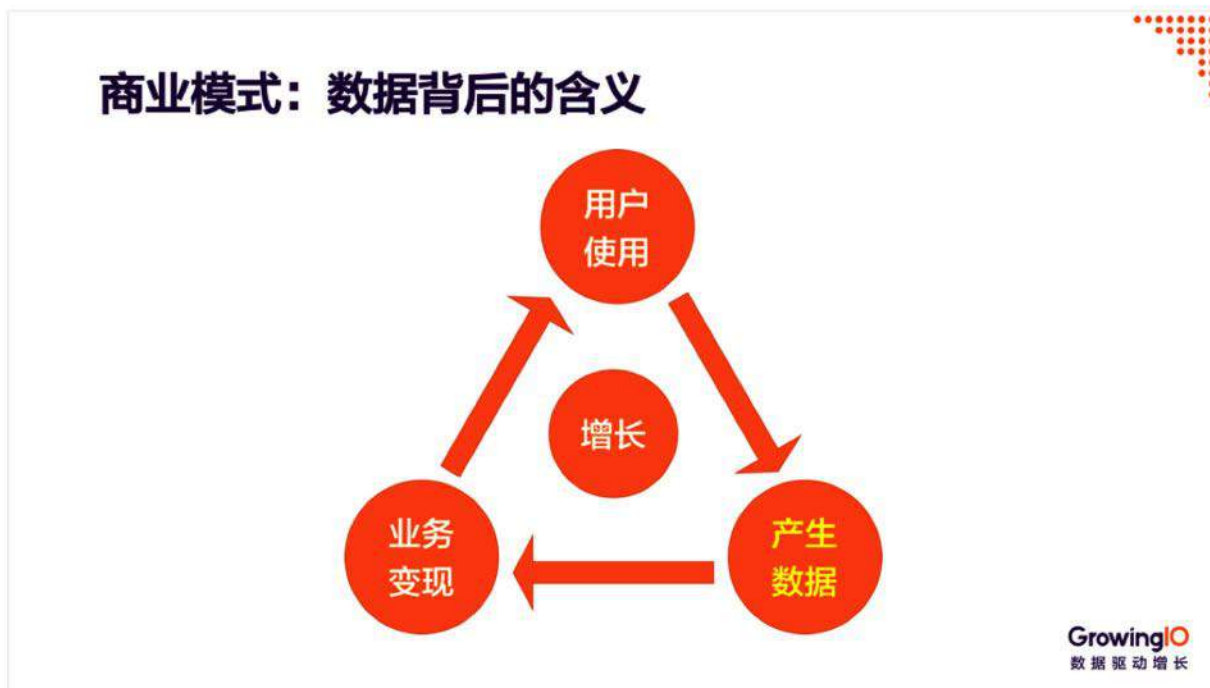 商业模式：数据背后的含义
用户
使用
增长
业务
变现
产生
数据
GrowingIO
数据驱动增长